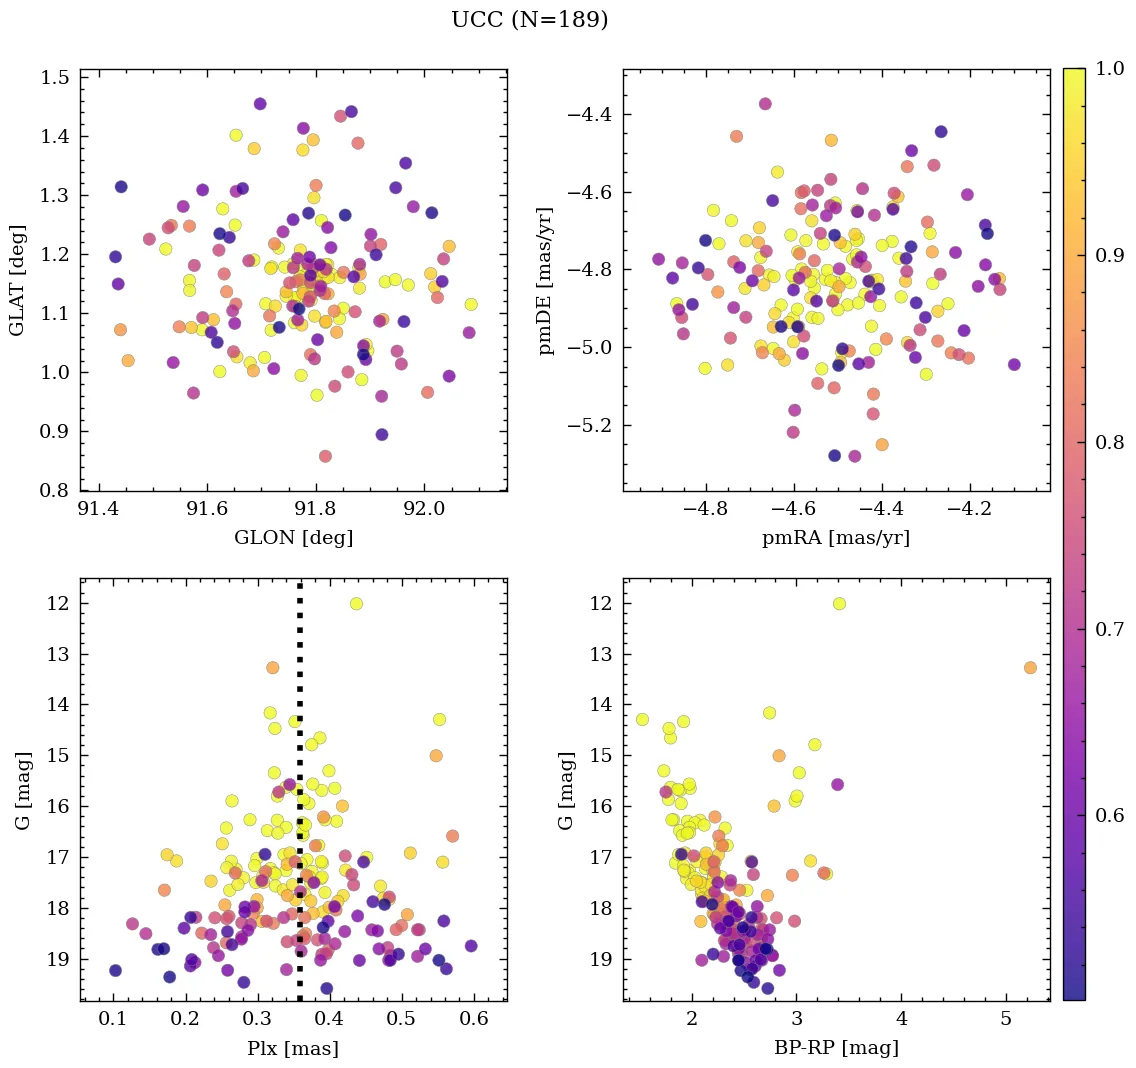 UCC (N=189)
1.5
1.4
1.3
1.2
1.1
1.0
0.9
0.8
GLAT [deg]
91.4 91.6 91.8 92.0
GLON [deg]
−4.4
−4.6
−4.8
−5.0
−5.2
pmDE [mas/yr]
−4.8 −4.6 −4.4 −4.2
pmRA [mas/yr]
1.0
0.9
0.8
0.7
0.6
12
13
14
15
16
17
18
19
G [mag]
0.1 0.2 0.3 0.4 0.5 0.6
Plx [mas]
12
13
14
15
16
17
18
19
G [mag]
2 3 4 5
BP-RP [mag]